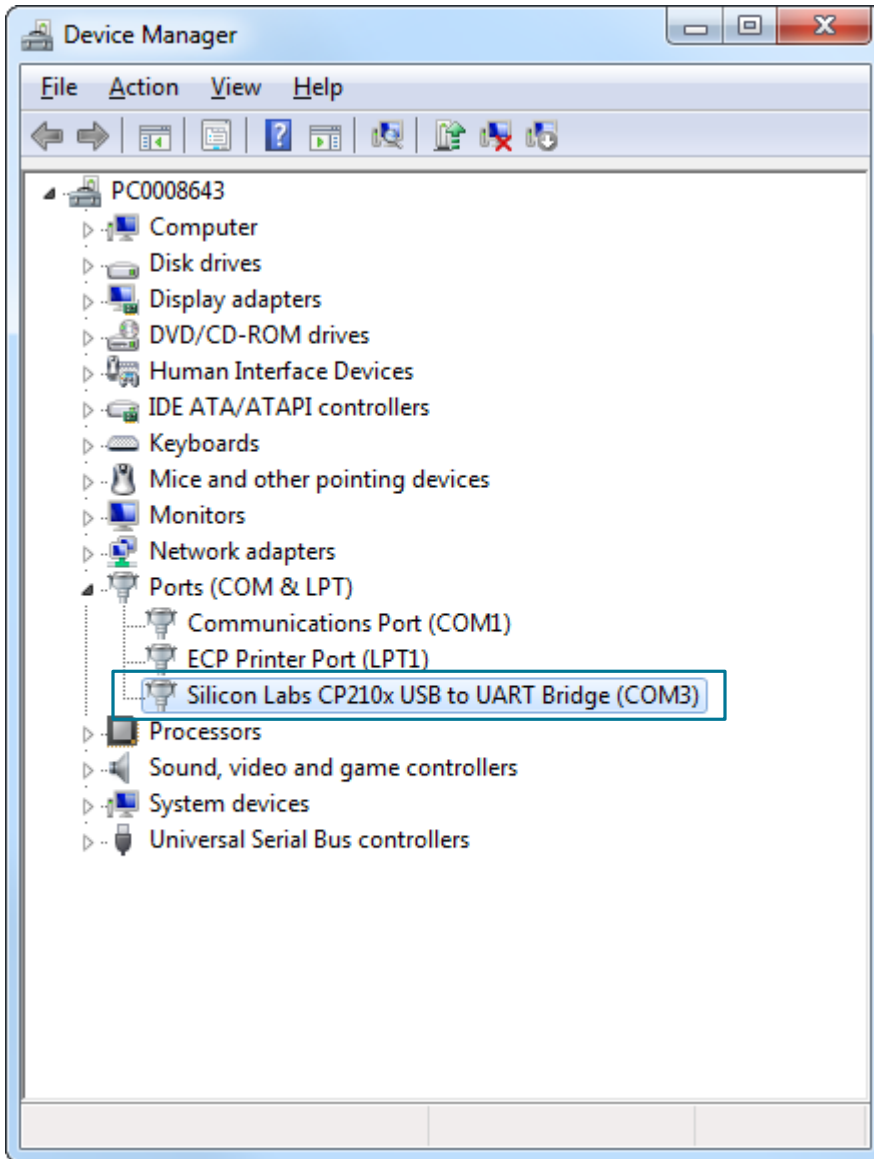 Device Manager
File Action View Help
PC0008643
Computer
Disk drives
Display adapters
DVD/CD-ROM drives
Human Interface Devices
IDE ATA/ATAPI controllers
Keyboards
Mice and other pointing devices
Monitors
Network adapters
Ports (COM & LPT)
Communications Port (COM1)
ECP Printer Port (LPT1)
Silicon Labs CP210x USB to UART Bridge (COM3)
Processors
Sound, video and game controllers
System devices
Universal Serial Bus controllers